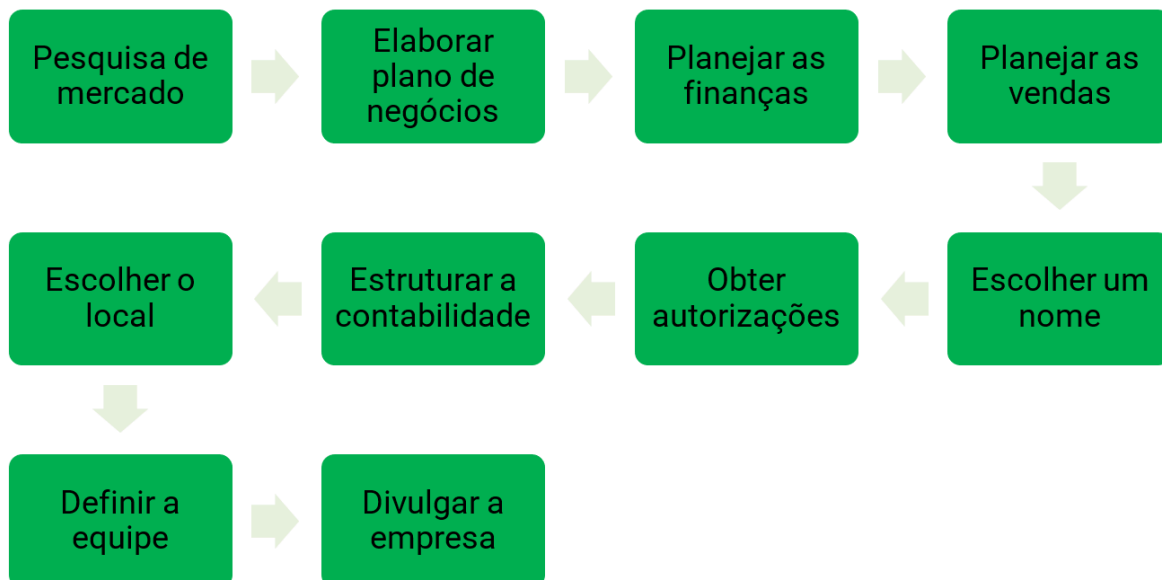 Pesquisa de
mercado
Elaborar
plano de
negócios
Planejar as
finanças
Planejar as
vendas
Escolher um
nome
Obter
autorizações
Estruturar a
contabilidade
Escolher o
local
Definir a
equipe
Divulgar a
empresa